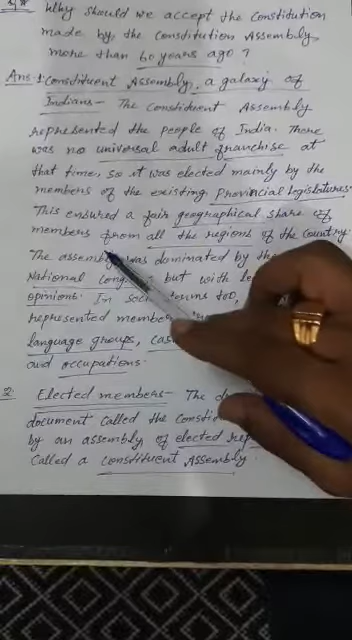 Why should we accept the Constitution
made by the Constitution Assembly
more than 60 years ago?
Ans:1 Constituent Assembly, a galaxy of
Indians - The Constituent Assembly
represented the people of India. There
was no universal adult franchise at
that time, so it was elected mainly by the
members of the existing Provincial legislatures.
This ensured a fair geographical share of
members from all the regions of the Country.
The assembly was dominated by the
National but with
opinions. In terms too,
represented members
language groups,
and occupations.
2 Elected members - The
document called the
by an assembly of elected
Called a Constituent Assembly.